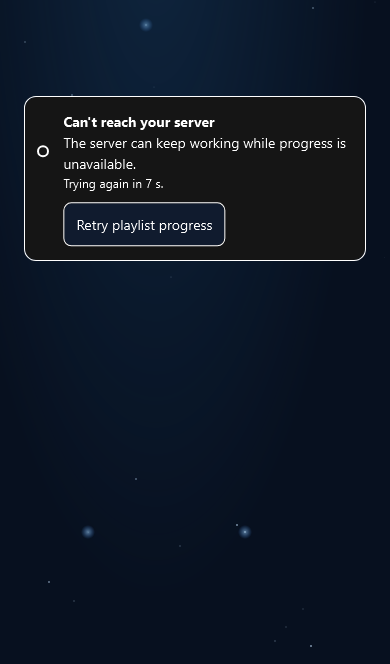 Can't reach your server
The server can keep working while progress is
unavailable.
Trying again in 7 s.
Retry playlist progress